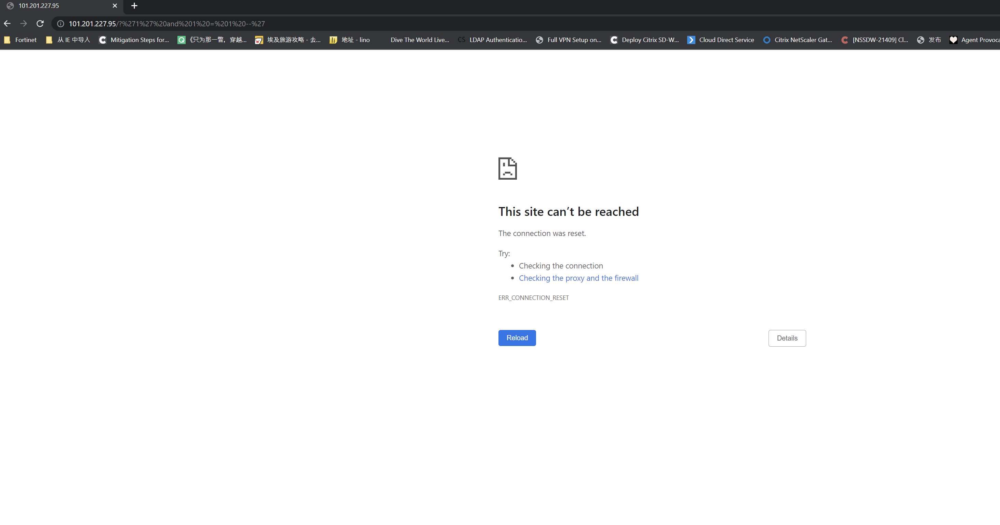 101.201.227.95
101.201.227.95/?%271%27%20and%201%20=%201%20--%27
Fortinet 从 IE 中导入 Mitigation Steps for... 《只为那一瞥，穿越... 埃及旅游攻略 - 去... 地址 - lino Dive The World Live... CS LDAP Authenticatio... Full VPN Setup on... Deploy Citrix SD-W... Cloud Direct Service Citrix NetScaler Gat... [NSSDW-21409] Cl... 发布 Agent Provoca
This site can’t be reached
The connection was reset.
Try:
• Checking the connection
• Checking the proxy and the firewall
ERR_CONNECTION_RESET
Reload Details